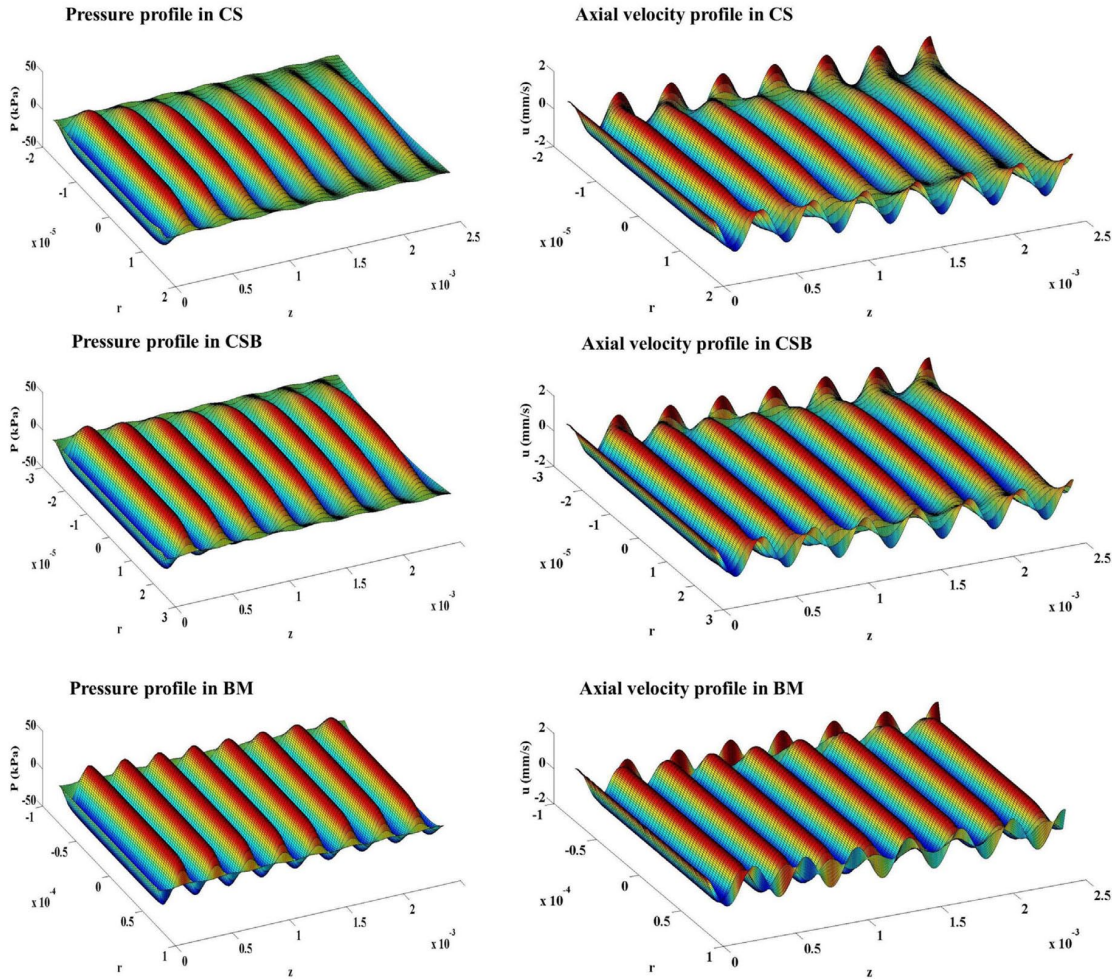 Pressure profile in CS
P (kPa)
50
0
-50
-2
-1
0
1
2
x 10⁻⁵
r
0
0.5
1
1.5
2
2.5
x 10⁻³
z
Axial velocity profile in CS
u (mm/s)
2
0
-2
-2
-1
0
1
2
x 10⁻⁵
r
0
0.5
1
1.5
2
2.5
x 10⁻³
z
Pressure profile in CSB
P (kPa)
50
0
-50
-3
-2
-1
0
1
2
3
x 10⁻⁵
r
0
0.5
1
1.5
2
x 10⁻³
z
Axial velocity profile in CSB
u (mm/s)
2
0
-2
-3
-2
-1
0
1
2
3
x 10⁻⁵
r
0
0.5
1
1.5
2
2.5
x 10⁻³
z
Pressure profile in BM
P (kPa)
50
0
-50
-1
-0.5
0
0.5
1
x 10⁻⁴
r
0
0.5
1
1.5
2
x 10⁻³
z
Axial velocity profile in BM
u (mm/s)
2
0
-2
-1
-0.5
0
0.5
1
x 10⁻⁴
r
0
0.5
1
1.5
2
2.5
x 10⁻³
z